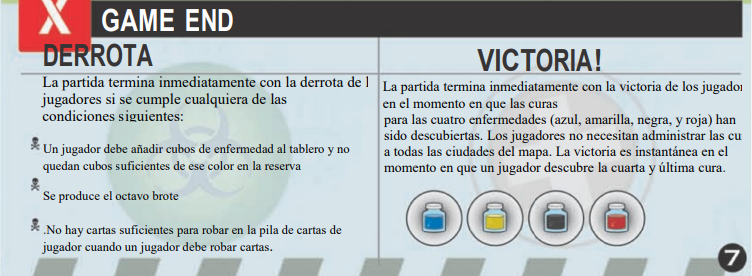 X
GAME END
DERROTA
La partida termina inmediatamente con la derrota de l
jugadores si se cumple cualquiera de las
condiciones siguientes:
Un jugador debe añadir cubos de enfermedad al tablero y no
quedan cubos suficientes de ese color en la reserva
Se produce el octavo brote
.No hay cartas suficientes para robar en la pila de cartas de
jugador cuando un jugador debe robar cartas.
VICTORIA!
La partida termina inmediatamente con la victoria de los jugador
en el momento en que las curas
para las cuatro enfermedades (azul, amarilla, negra, y roja) han
sido descubiertas. Los jugadores no necesitan administrar las cu
a todas las ciudades del mapa. La victoria es instantánea en el
momento en que un jugador descubre la cuarta y última cura.
7